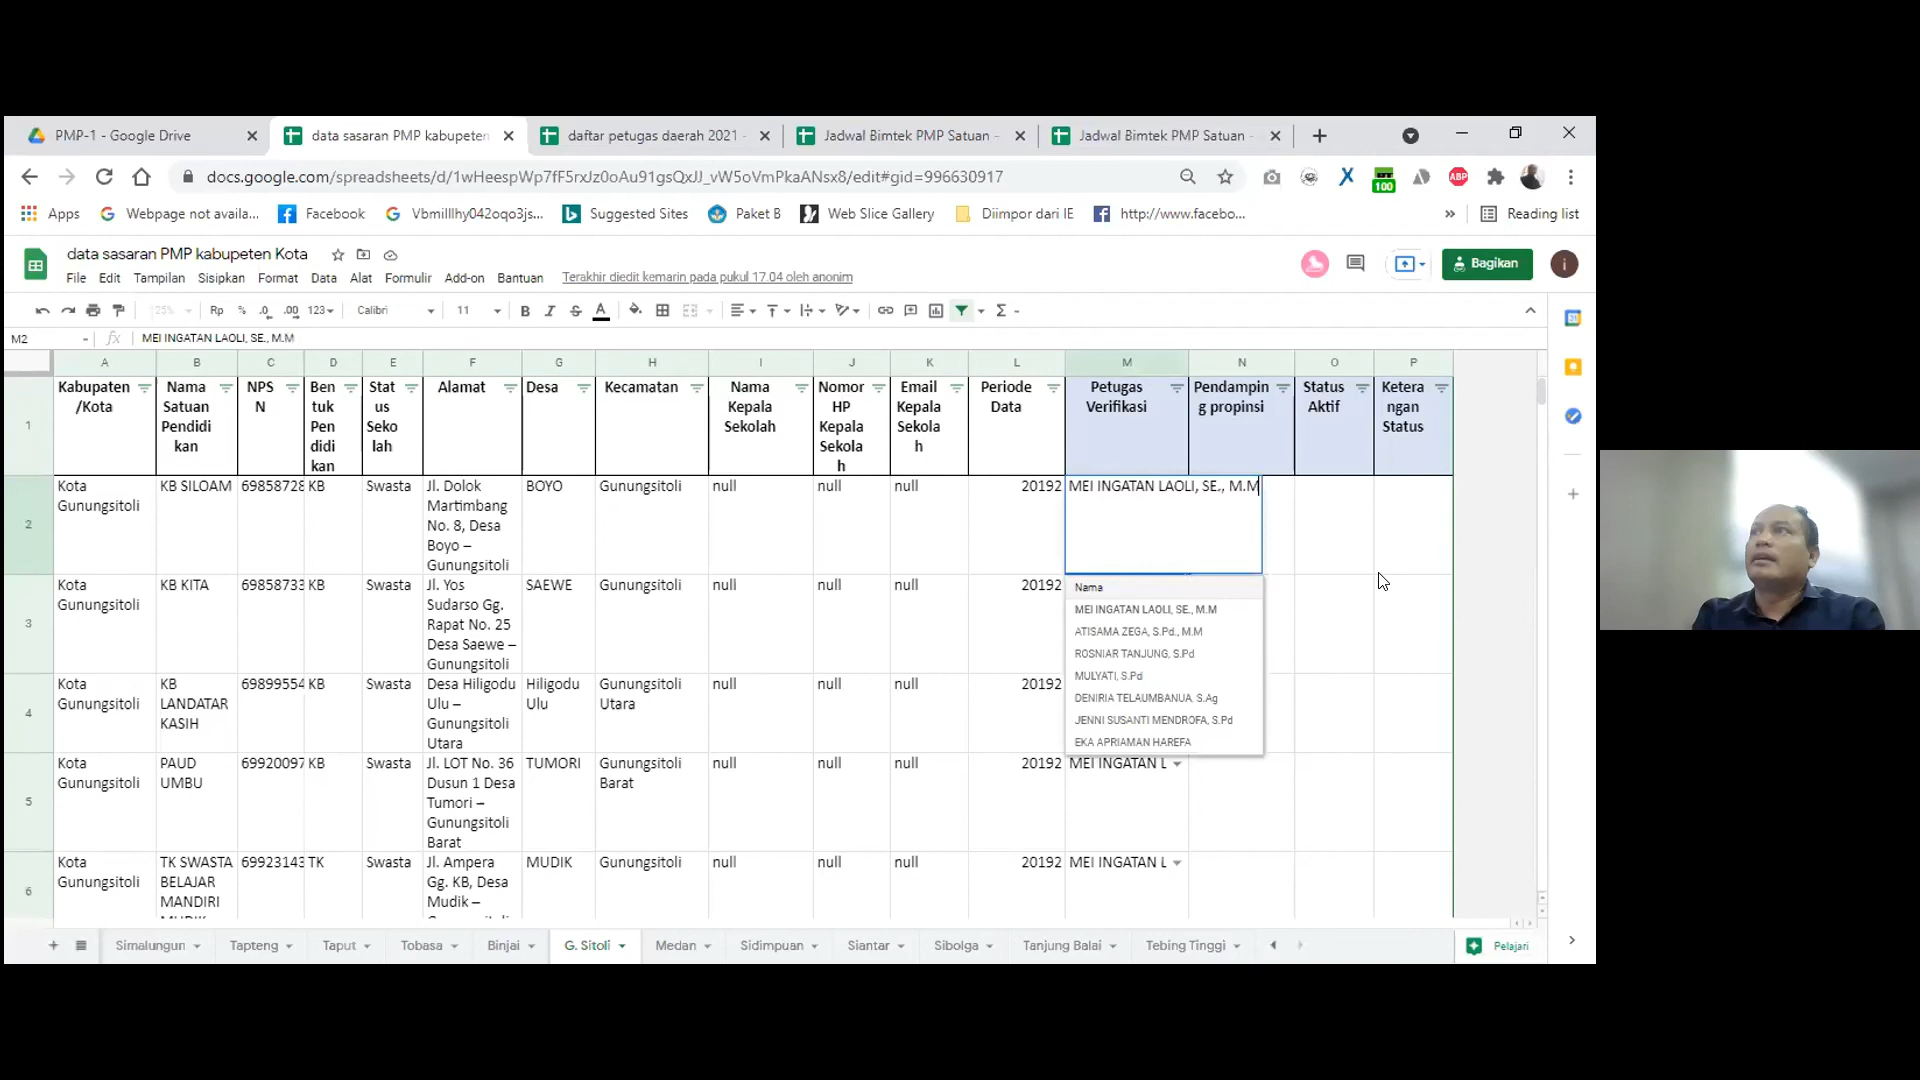 PMP-1 - Google Drive
data sasaran PMP kabupeten
daftar petugas daerah 2021 -
Jadwal Bimtek PMP Satuan -
Jadwal Bimtek PMP Satuan -
docs.google.com/spreadsheets/d/1wHeespWp7fF5rxJz0oAu91gsQxJJ_vW5oVmPkaANsx8/edit#gid=996630917
100
ABP
Apps
Webpage not availa...
Facebook
Vbmilllhy042oqo3js...
Suggested Sites
Paket B
Web Slice Gallery
Diimpor dari IE
http://www.facebo...
Reading list
data sasaran PMP kabupeten Kota
File Edit Tampilan Sisipkan Format Data Alat Formulir Add-on Bantuan
Terakhir diedit kemarin pada pukul 17.04 oleh anonim
Bagikan
i
Rp % .0 .00 123
Calibri
11
B I S A
M2
fx
MEI INGATAN LAOLI, SE., M.M
A B C D E F G H I J K L M N O P
1
Kabupaten
/Kota
Nama
Satuan
Pendidi
kan
NPS
N
Ben
tuk
Pen
didi
kan
Stat
us
Seko
lah
Alamat
Desa
Kecamatan
Nama
Kepala
Sekolah
Nomor
HP
Kepala
Sekola
h
Email
Kepala
Sekola
h
Periode
Data
Petugas
Verifikasi
Pendampin
g propinsi
Status
Aktif
Ketera
ngan
Status
2
Kota
Gunungsitoli
KB SILOAM
69858728
KB
Swasta
Jl. Dolok
Martimbang
No. 8, Desa
Boyo –
Gunungsitoli
BOYO
Gunungsitoli
null
null
null
20192
MEI INGATAN LAOLI, SE., M.M
3
Kota
Gunungsitoli
KB KITA
69858733
KB
Swasta
Jl. Yos
Sudarso Gg.
Rapat No. 25
Desa Saewe –
Gunungsitoli
SAEWE
Gunungsitoli
null
null
null
20192
Nama
MEI INGATAN LAOLI, SE., M.M
ATISAMA ZEGA, S.Pd., M.M
ROSNIAR TANJUNG, S.Pd
MULYATI, S.Pd
DENIRIA TELAUMBANUA, S.Ag
JENNI SUSANTI MENDROFA, S.Pd
EKA APRIAMAN HAREFA
4
Kota
Gunungsitoli
KB
LANDATAR
KASIH
69899554
KB
Swasta
Desa Hiligodu
Ulu –
Gunungsitoli
Utara
Hiligodu
Ulu
Gunungsitoli
Utara
null
null
null
20192
5
Kota
Gunungsitoli
PAUD
UMBU
69920097
KB
Swasta
Jl. LOT No. 36
Dusun 1 Desa
Tumori –
Gunungsitoli
Barat
TUMORI
Gunungsitoli
Barat
null
null
null
20192
MEI INGATAN L
6
Kota
Gunungsitoli
TK SWASTA
BELAJAR
MANDIRI
69923143
TK
Swasta
Jl. Ampera
Gg. KB, Desa
Mudik –
MUDIK
Gunungsitoli
null
null
null
20192
MEI INGATAN L
Simalungun
Tapteng
Taput
Tobasa
Binjai
G. Sitoli
Medan
Sidimpuan
Siantar
Sibolga
Tanjung Balai
Tebing Tinggi
Pelajari